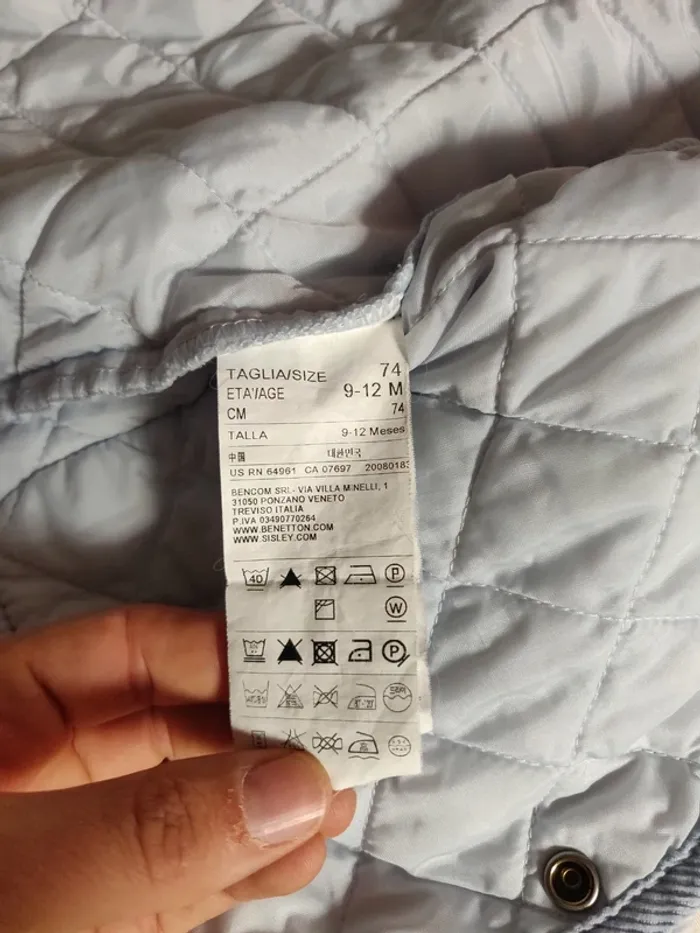 TAGLIA/SIZE 74
ETA'/AGE 9-12 M
CM 74
TALLA 9-12 Meses
中国 대한민국
US RN 64961 CA 07697 2008018
BENCOM SRL- VIA VILLA MINELLI, 1
31050 PONZANO VENETO
TREVISO ITALIA
P.IVA 03490770264
WWW.BENETTON.COM
WWW.SISLEY.COM
40 P
W
P